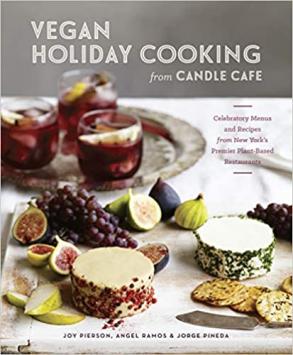 VEGAN
HOLIDAY COOKING
from CANDLE CAFE
Celebratory Menus
and Recipes
from New York's
Premier Plant-Based
Restaurants
JOY PIERSON, ANGEL RAMOS & JORGE PINEDA